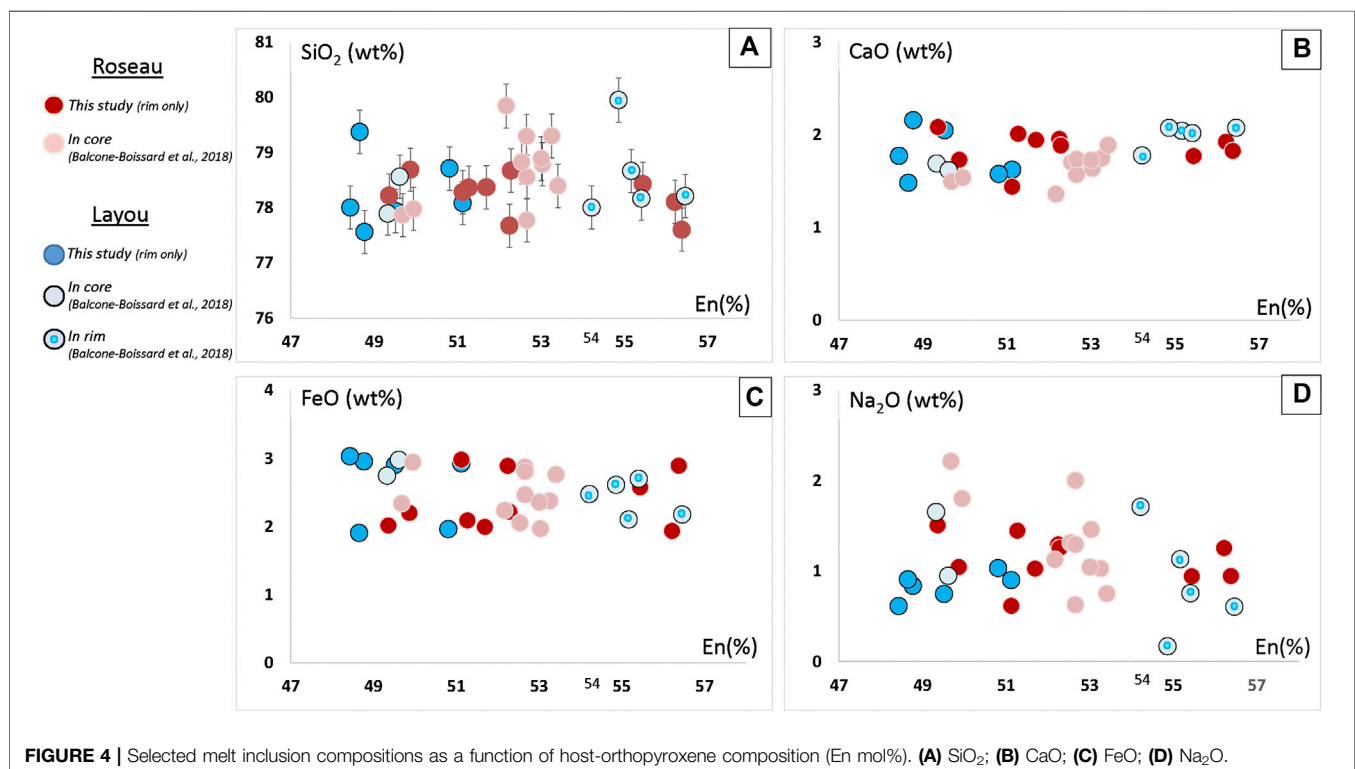 Roseau
This study (rim only)
In core
(Balcone-Boissard et al., 2018)
Layou
This study (rim only)
In core
(Balcone-Boissard et al., 2018)
In rim
(Balcone-Boissard et al., 2018)
SiO₂ (wt%)
A
81
80
79
78
77
76
En(%)
47 49 51 53 54 55 57
CaO (wt%)
B
3
2
1
0
En(%)
47 49 51 53 54 55 57
FeO (wt%)
C
4
3
2
1
0
En(%)
47 49 51 53 54 55 57
Na₂O (wt%)
D
3
2
1
0
En(%)
47 49 51 53 54 55 57
FIGURE 4 | Selected melt inclusion compositions as a function of host-orthopyroxene composition (En mol%). (A) SiO₂; (B) CaO; (C) FeO; (D) Na₂O.